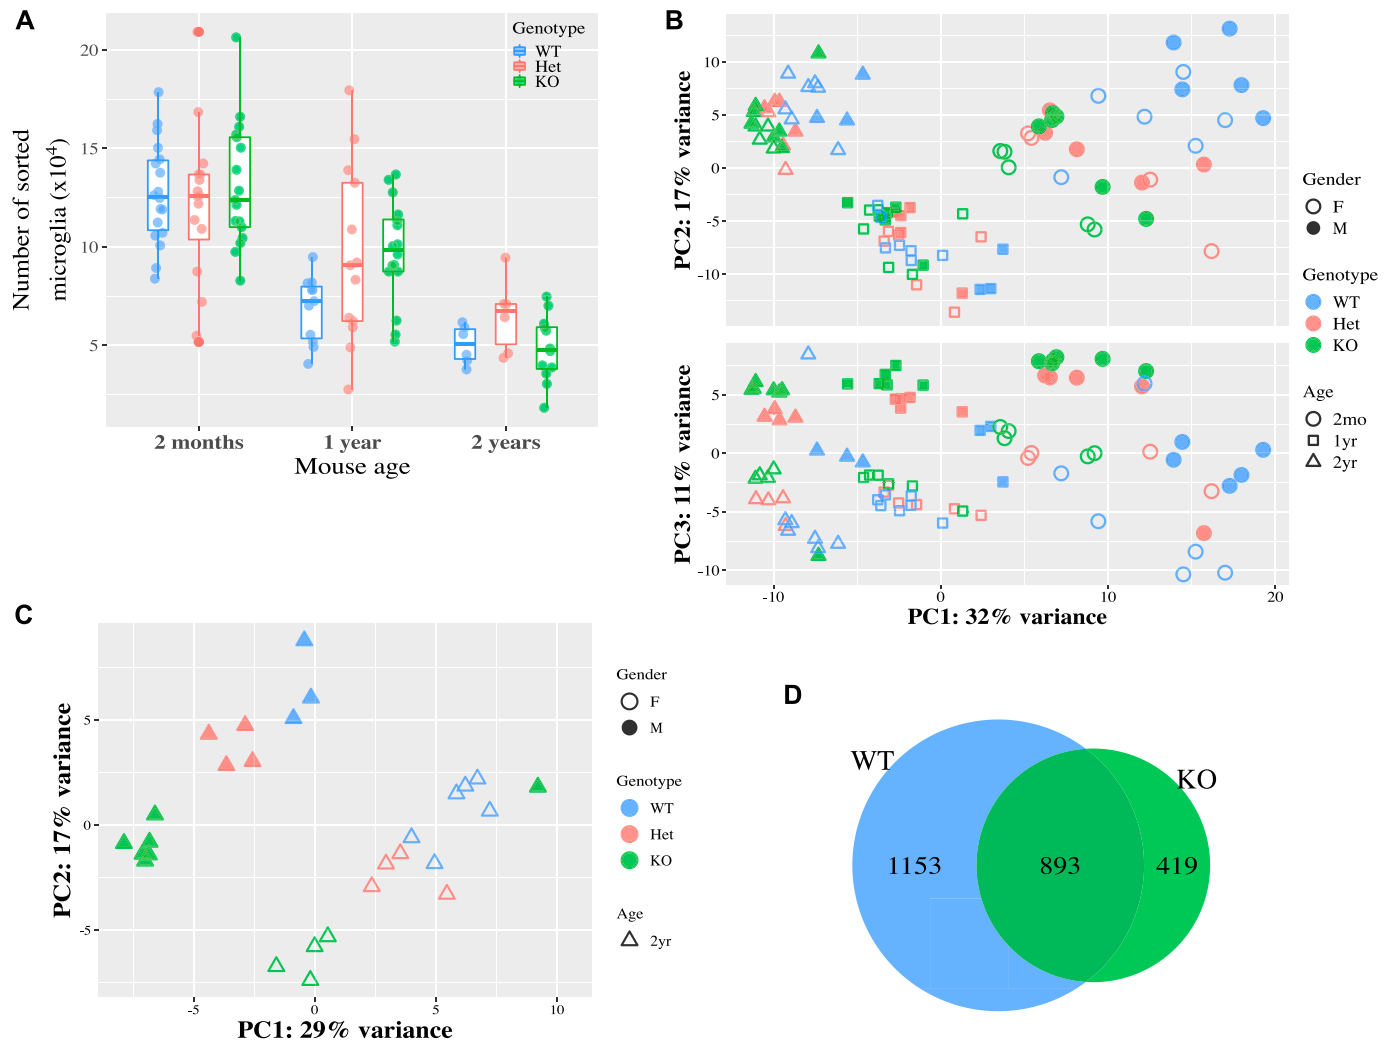 A
Number of sorted
microglia (x10⁴)
20
15
10
5
Genotype
WT
Het
KO
2 months
1 year
2 years
Mouse age
B
PC2: 17% variance
10
5
0
-5
-10
PC3: 11% variance
5
0
-5
-10
-10
0
10
20
PC1: 32% variance
Gender
F
M
Genotype
WT
Het
KO
Age
2mo
1yr
2yr
C
PC2: 17% variance
5
0
-5
-5
0
5
10
PC1: 29% variance
Gender
F
M
Genotype
WT
Het
KO
Age
2yr
D
WT
KO
1153
893
419